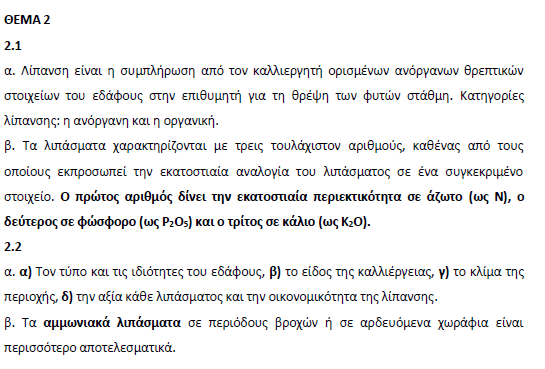 ΘΕΜΑ 2
2.1
α. Λίπανση είναι η συμπλήρωση από τον καλλιεργητή ορισμένων ανόργανων θρεπτικών
στοιχείων του εδάφους στην επιθυμητή για τη θρέψη των φυτών στάθμη. Κατηγορίες
λίπανσης: η ανόργανη και η οργανική.
β. Τα λιπάσματα χαρακτηρίζονται με τρεις τουλάχιστον αριθμούς, καθένας από τους
οποίους εκπροσωπεί την εκατοστιαία αναλογία του λιπάσματος σε ένα συγκεκριμένο
στοιχείο. Ο πρώτος αριθμός δίνει την εκατοστιαία περιεκτικότητα σε άζωτο (ως Ν), ο
δεύτερος σε φώσφορο (ως P₂O₅) και ο τρίτος σε κάλιο (ως K₂O).
2.2
α. α) Τον τύπο και τις ιδιότητες του εδάφους, β) το είδος της καλλιέργειας, γ) το κλίμα της
περιοχής, δ) την αξία κάθε λιπάσματος και την οικονομικότητα της λίπανσης.
β. Τα αμμωνιακά λιπάσματα σε περιόδους βροχών ή σε αρδευόμενα χωράφια είναι
περισσότερο αποτελεσματικά.